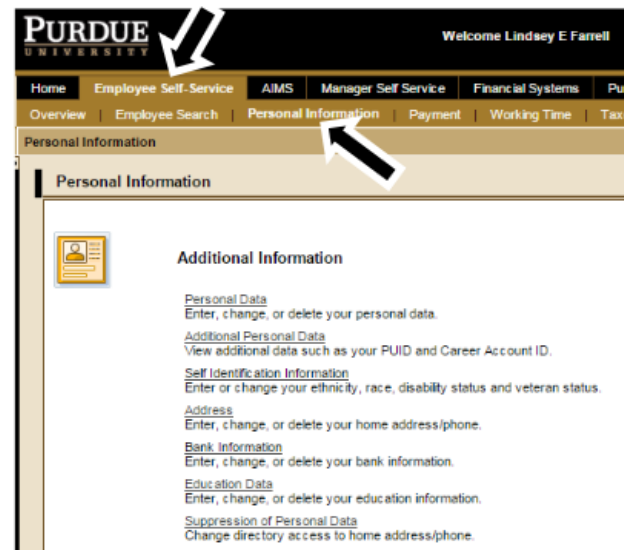 PURDUE
UNIVERSITY
Welcome Lindsey E Farrell
Home Employee Self-Service AIMS Manager Self Service Financial Systems Pu
Overview | Employee Search | Personal Information | Payment | Working Time | Tax
Personal Information
Personal Information
Additional Information
Personal Data
Enter, change, or delete your personal data.
Additional Personal Data
View additional data such as your PUID and Career Account ID.
Self Identification Information
Enter or change your ethnicity, race, disability status and veteran status.
Address
Enter, change, or delete your home address/phone.
Bank Information
Enter, change, or delete your bank information.
Education Data
Enter, change, or delete your education information.
Suppression of Personal Data
Change directory access to home address/phone.